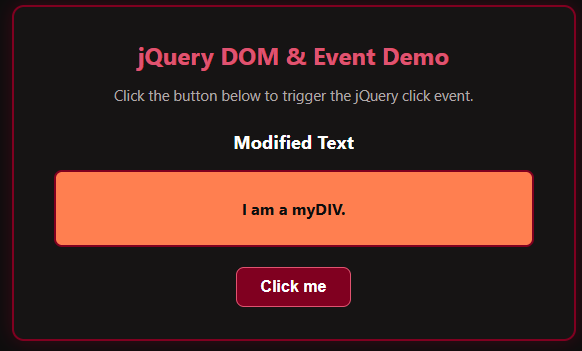 jQuery DOM & Event Demo
Click the button below to trigger the jQuery click event.
Modified Text
I am a myDIV.
Click me